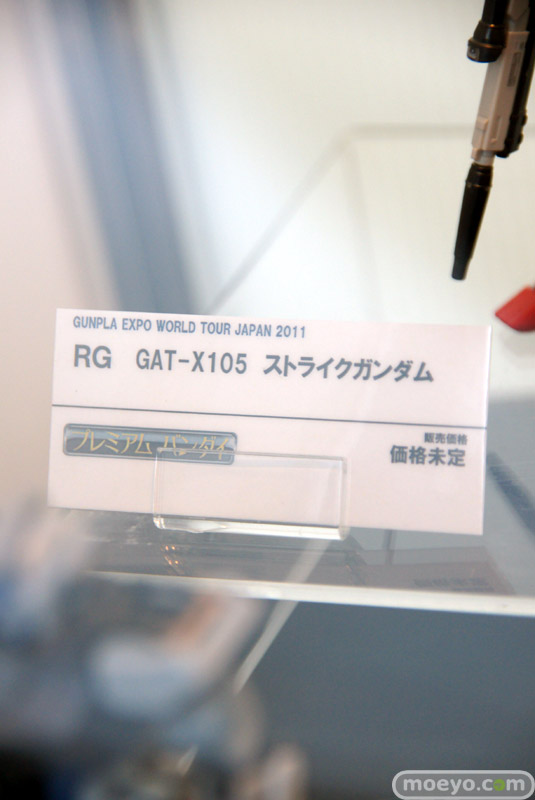 GUNPLA EXPO WORLD TOUR JAPAN 2011
RG GAT-X105 ストライクガンダム
プレミアム バンダイ
販売価格
価格未定
moeyo.com